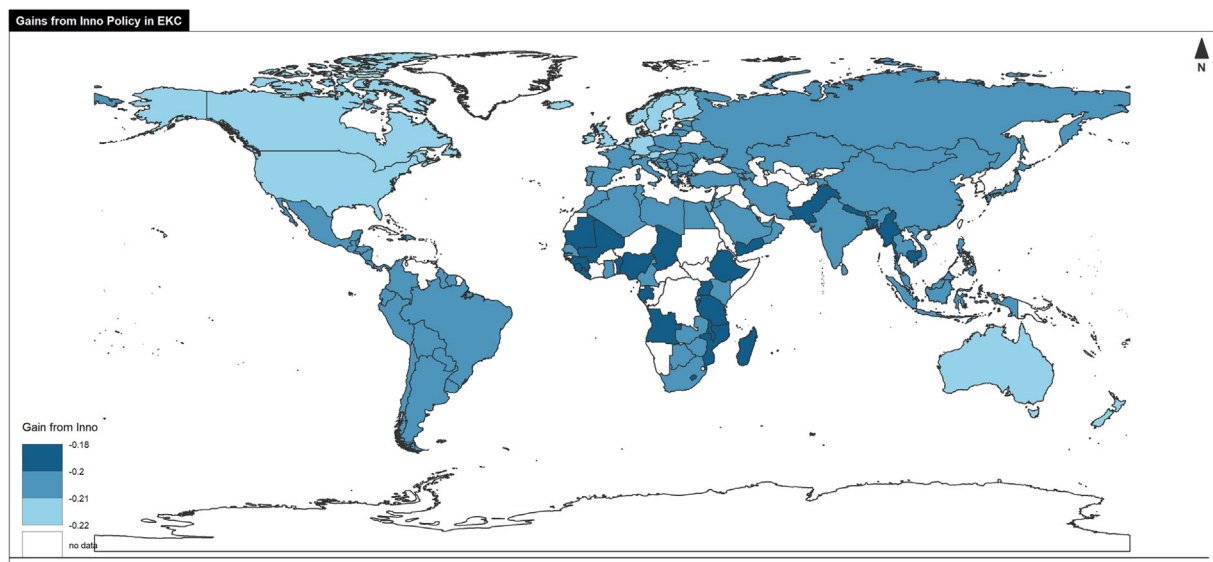 Gains from Inno Policy in EKC
N
Gain from Inno
-0.18
-0.2
-0.21
-0.22
no data